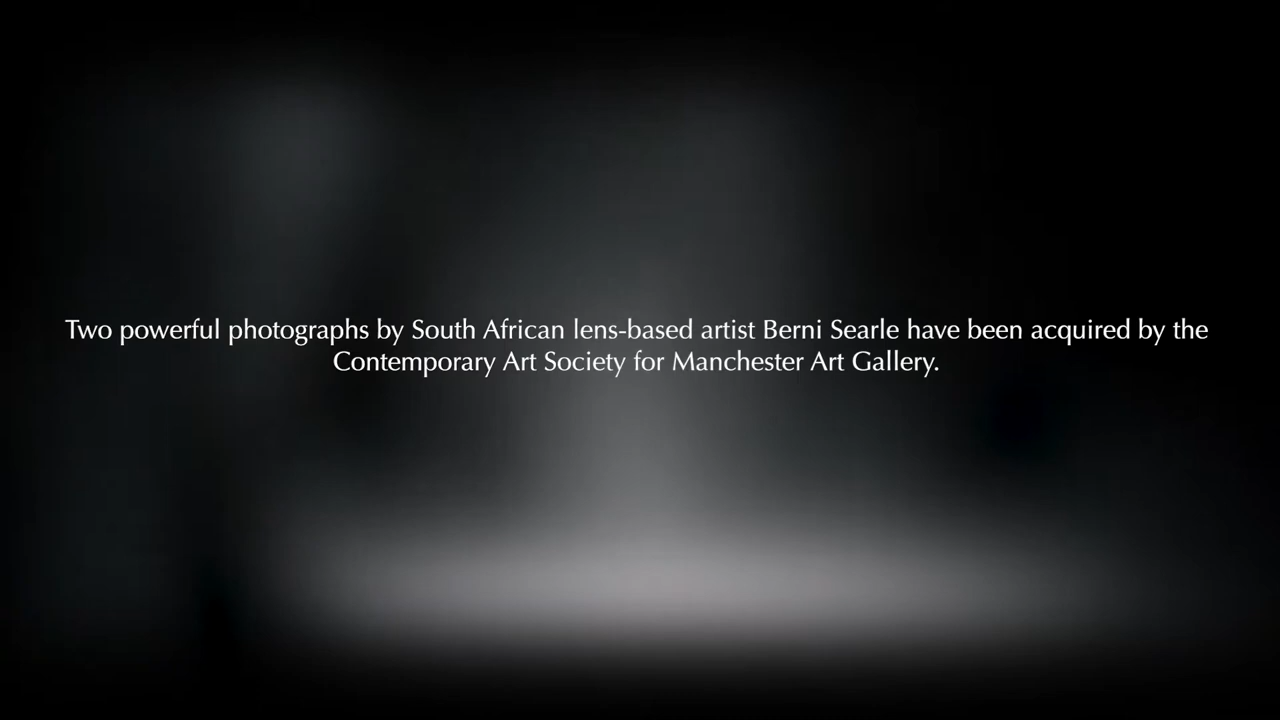 Two powerful photographs by South African lens-based artist Berni Searle have been acquired by the
Contemporary Art Society for Manchester Art Gallery.